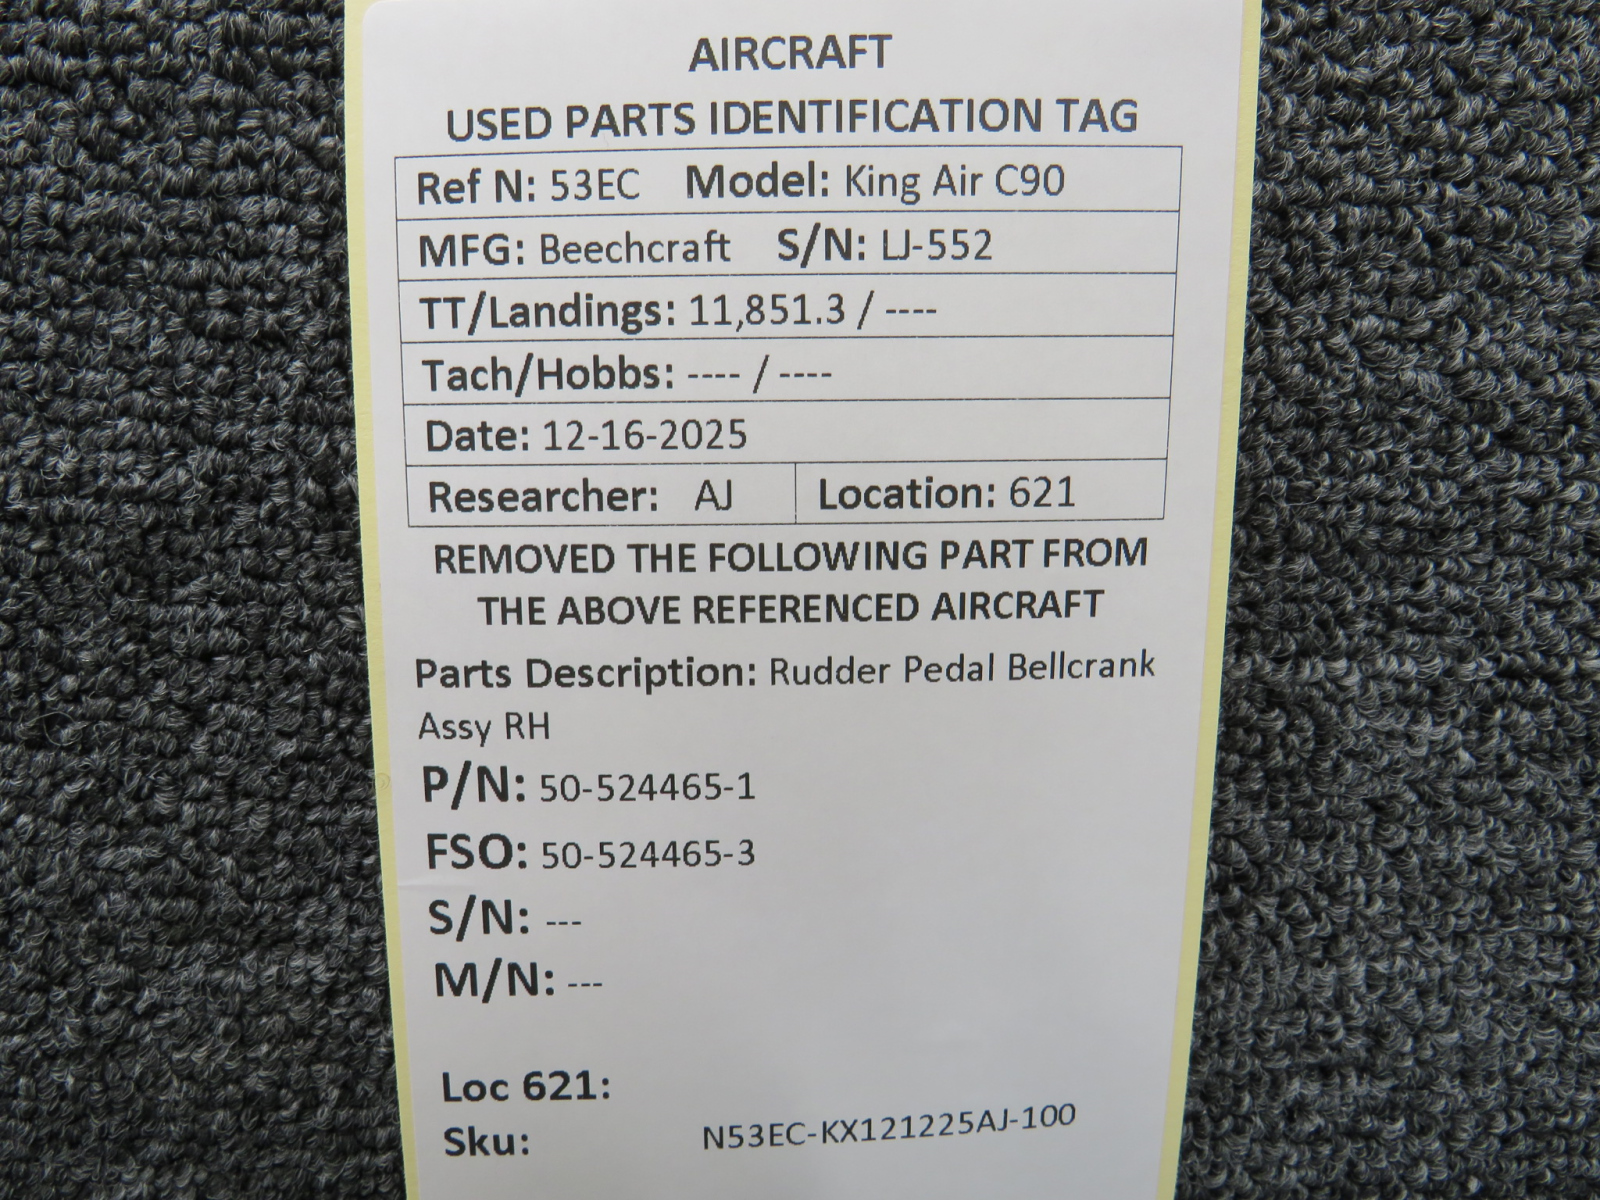 AIRCRAFT
USED PARTS IDENTIFICATION TAG
Ref N: 53EC Model: King Air C90
MFG: Beechcraft S/N: LJ-552
TT/Landings: 11,851.3 / ----
Tach/Hobbs: ---- / ----
Date: 12-16-2025
Researcher: AJ Location: 621
REMOVED THE FOLLOWING PART FROM
THE ABOVE REFERENCED AIRCRAFT
Parts Description: Rudder Pedal Bellcrank
Assy RH
P/N: 50-524465-1
FSO: 50-524465-3
S/N: ---
M/N: ---
Loc 621:
Sku: N53EC-KX121225AJ-100